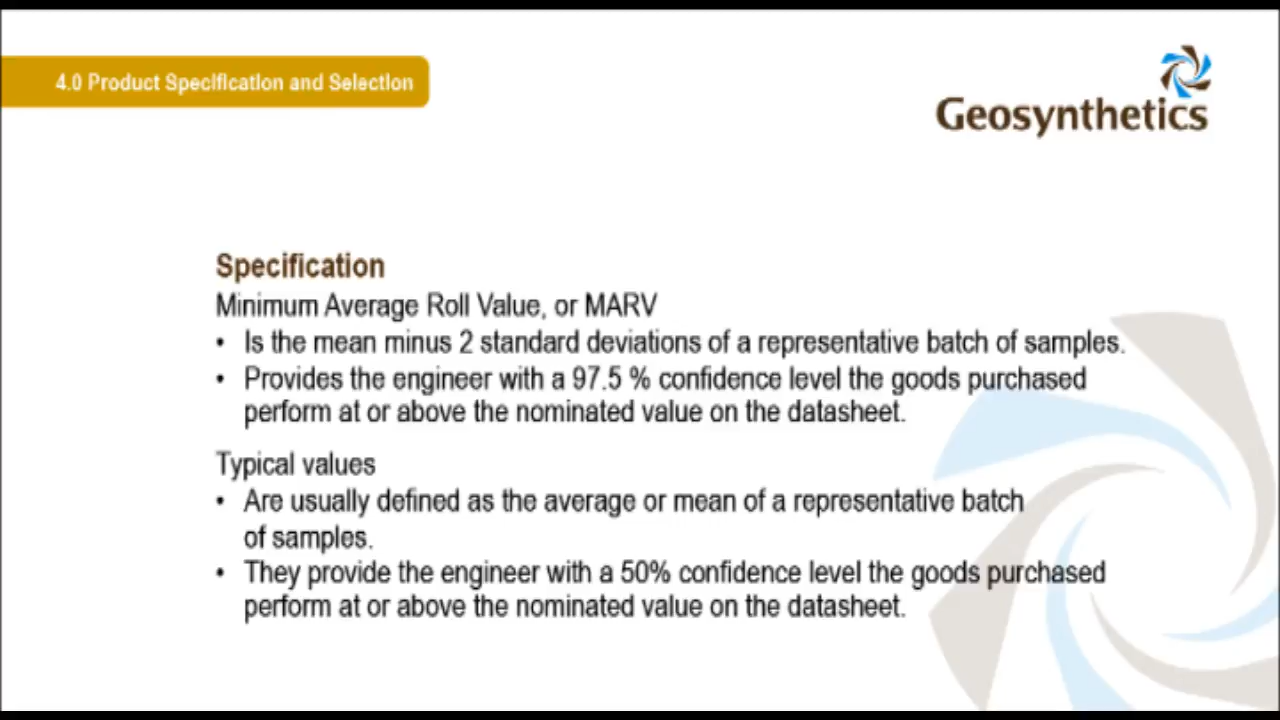 4.0 Product Specification and Selection
Geosynthetics
Specification
Minimum Average Roll Value, or MARV
• Is the mean minus 2 standard deviations of a representative batch of samples.
• Provides the engineer with a 97.5 % confidence level the goods purchased
perform at or above the nominated value on the datasheet.
Typical values
• Are usually defined as the average or mean of a representative batch
of samples.
• They provide the engineer with a 50% confidence level the goods purchased
perform at or above the nominated value on the datasheet.